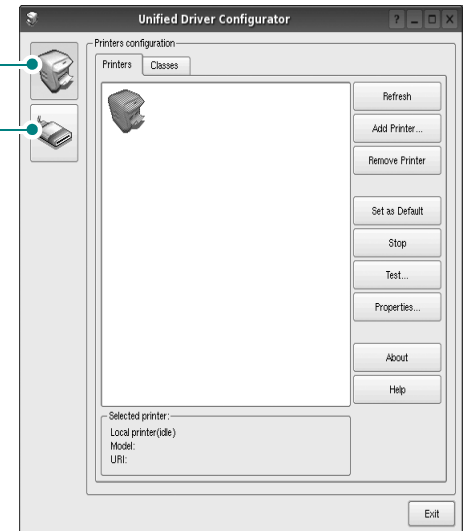 Unified Driver Configurator
Printers configuration
Printers
Classes
Refresh
Add Printer...
Remove Printer
Set as Default
Stop
Test...
Properties...
About
Help
Selected printer:
Local printer(idle)
Model:
URI:
Exit